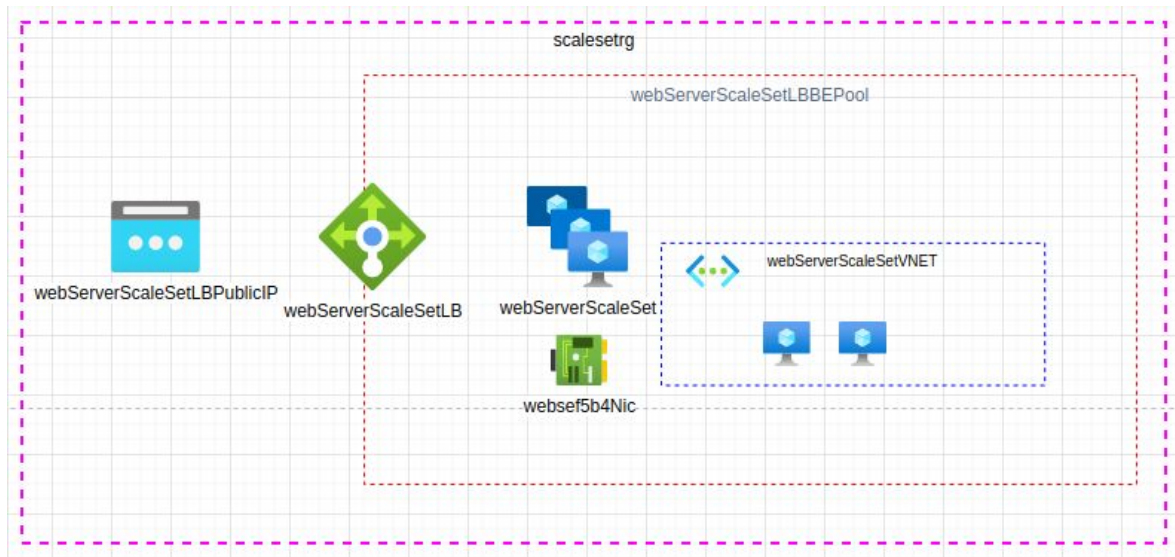 scalesetrg
webServerScaleSetLBBEPool
webServerScaleSetVNET
webServerScaleSetLBPublicIP
webServerScaleSetLB
webServerScaleSet
websef5b4Nic